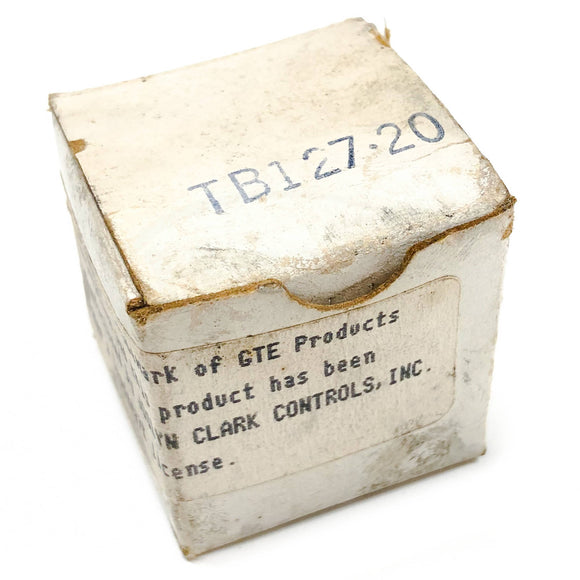 TB127-20
rk of GTE Products
product has been
YN CLARK CONTROLS, INC.
cense.